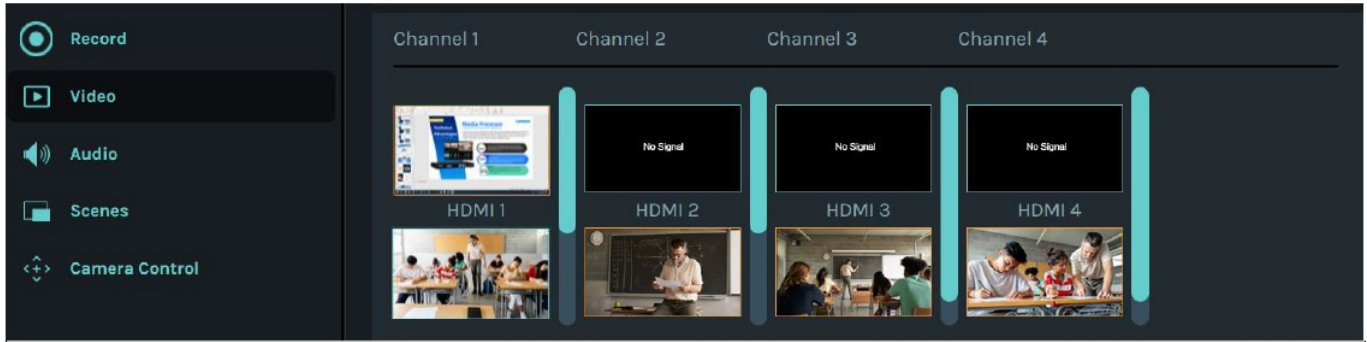 Record
Video
Audio
Scenes
Camera Control
Channel 1
Channel 2
Channel 3
Channel 4
No Signal
No Signal
No Signal
HDMI 1
HDMI 2
HDMI 3
HDMI 4